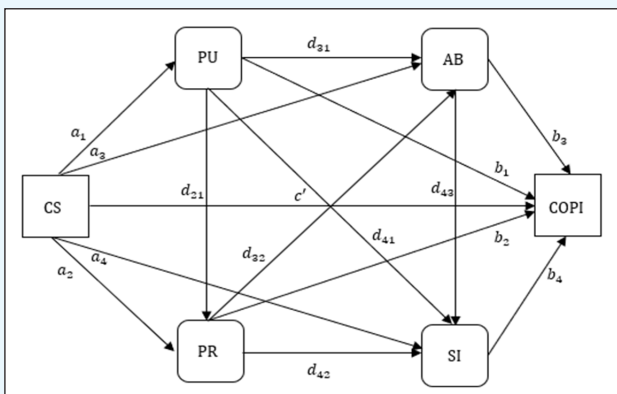 d₃₁
PU
AB
a₁
b₃
a₃
b₁
d₂₁
c′
d₄₃
CS
COPI
d₄₁
b₂
d₃₂
a₄
a₂
b₄
PR
SI
d₄₂